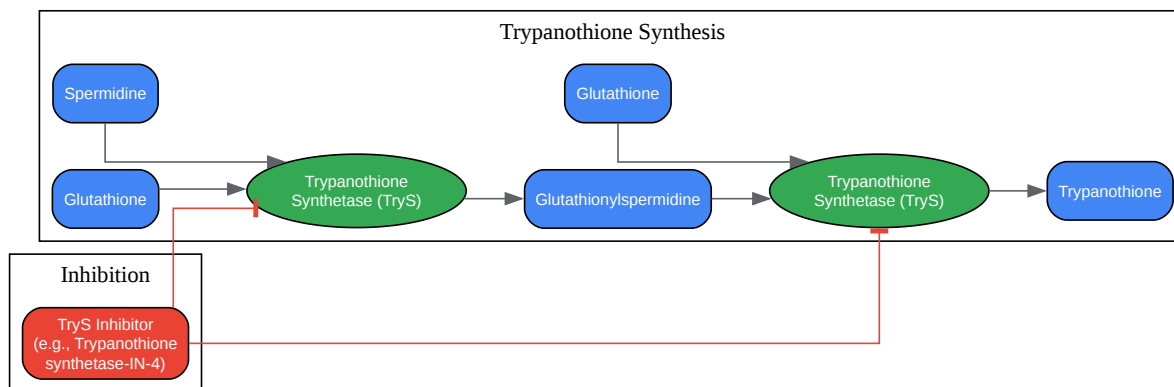 Trypanothione Synthesis
Spermidine
Glutathione
Glutathione
Trypanothione
Synthetase (TryS)
Glutathionylspermidine
Trypanothione
Synthetase (TryS)
Trypanothione
Inhibition
TryS Inhibitor
(e.g., Trypanothione
synthetase-IN-4)